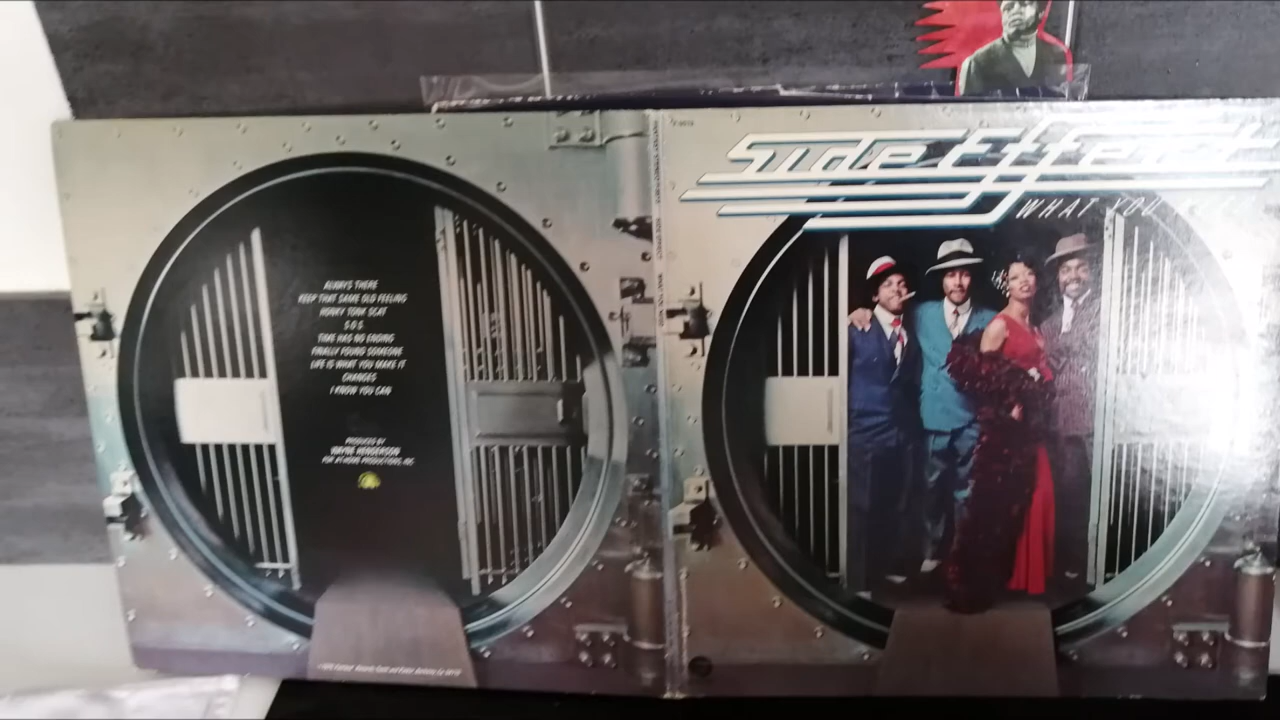 ALWAYS THERE
KEEP THAT SAME OLD FEELING
HONKY TONK SCAT
S.O.S.
TIME HAS NO ENDING
FINALLY FOUND SOMEONE
LIFE IS WHAT YOU MAKE IT
CHANGES
I KNOW YOU CAN
PRODUCED BY
WAYNE HENDERSON
FOR AT-HOME PRODUCTIONS, INC.
Side Effect
WHAT YOU